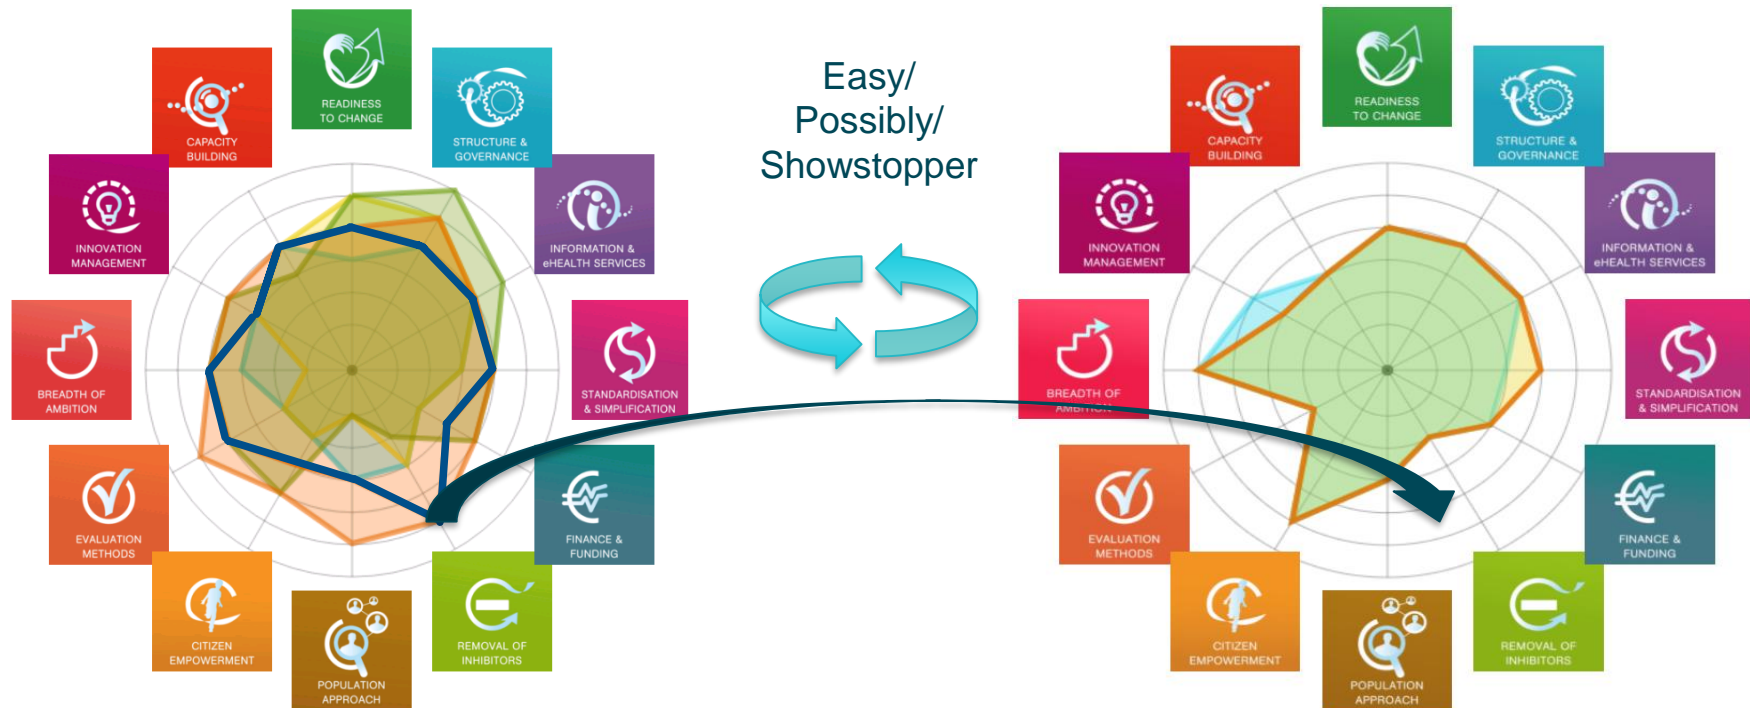 READINESS
TO CHANGE
CAPACITY
BUILDING
STRUCTURE &
GOVERNANCE
INNOVATION
MANAGEMENT
INFORMATION &
eHEALTH SERVICES
BREADTH OF
AMBITION
STANDARDISATION
& SIMPLIFICATION
EVALUATION
METHODS
FINANCE &
FUNDING
CITIZEN
EMPOWERMENT
REMOVAL OF
INHIBITORS
POPULATION
APPROACH
Easy/
Possibly/
Showstopper
READINESS
TO CHANGE
CAPACITY
BUILDING
STRUCTURE &
GOVERNANCE
INNOVATION
MANAGEMENT
INFORMATION &
eHEALTH SERVICES
BREADTH OF
AMBITION
STANDARDISATION
& SIMPLIFICATION
EVALUATION
METHODS
FINANCE &
FUNDING
CITIZEN
EMPOWERMENT
REMOVAL OF
INHIBITORS
POPULATION
APPROACH